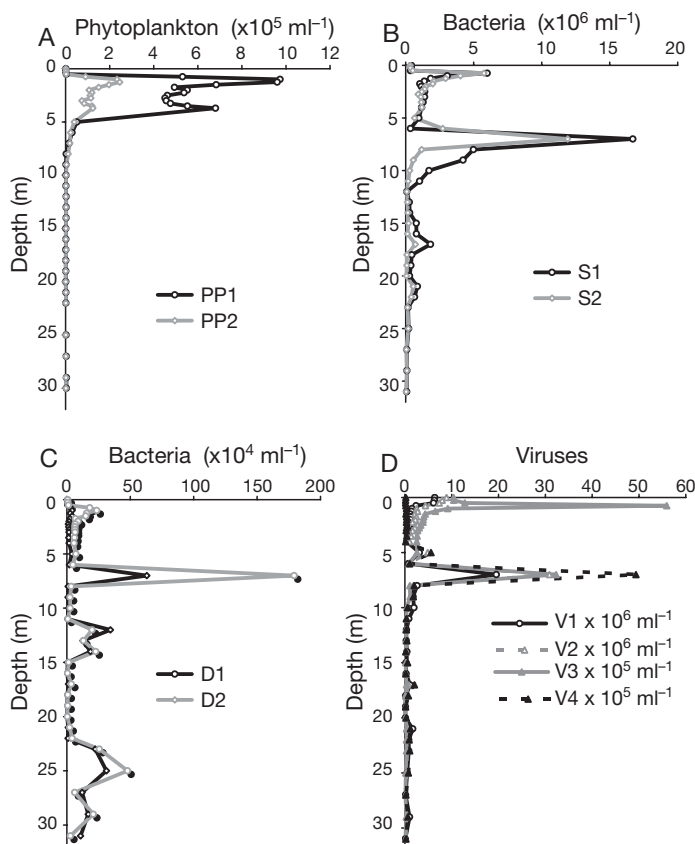 A
Phytoplankton (x10⁵ ml⁻¹)
0 2 4 6 8 10 12
0
5
10
15
20
25
30
Depth (m)
PP1
PP2
B
Bacteria (x10⁶ ml⁻¹)
0 5 10 15 20
0
5
10
15
20
25
30
Depth (m)
S1
S2
C
Bacteria (x10⁴ ml⁻¹)
0 50 100 150 200
0
5
10
15
20
25
30
Depth (m)
D1
D2
D
Viruses
0 10 20 30 40 50 60
0
5
10
15
20
25
30
Depth (m)
V1 x 10⁶ ml⁻¹
V2 x 10⁶ ml⁻¹
V3 x 10⁵ ml⁻¹
V4 x 10⁵ ml⁻¹